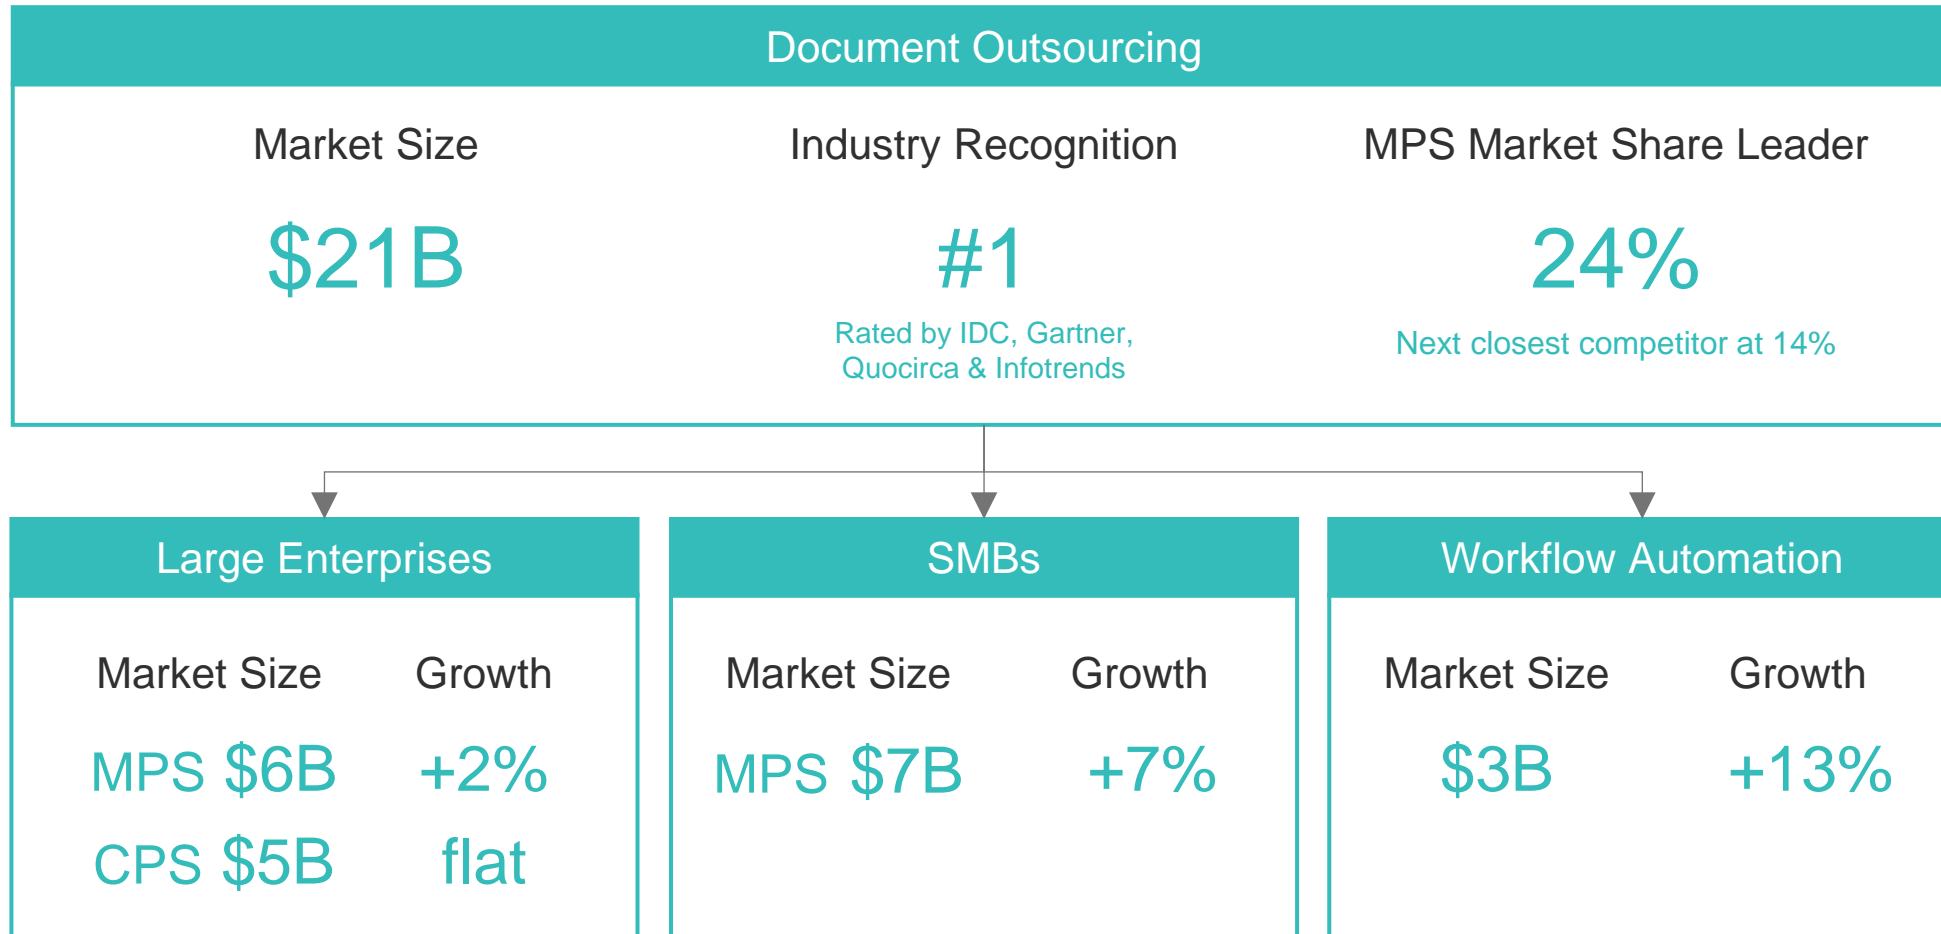 Document Outsourcing
Market Size
Industry Recognition
MPS Market Share Leader
$21B
#1
24%
Rated by IDC, Gartner,
Quocirca & Infotrends
Next closest competitor at 14%
Large Enterprises
Market Size Growth
MPS $6B +2%
CPS $5B flat
SMBs
Market Size Growth
MPS $7B +7%
Workflow Automation
Market Size Growth
$3B +13%